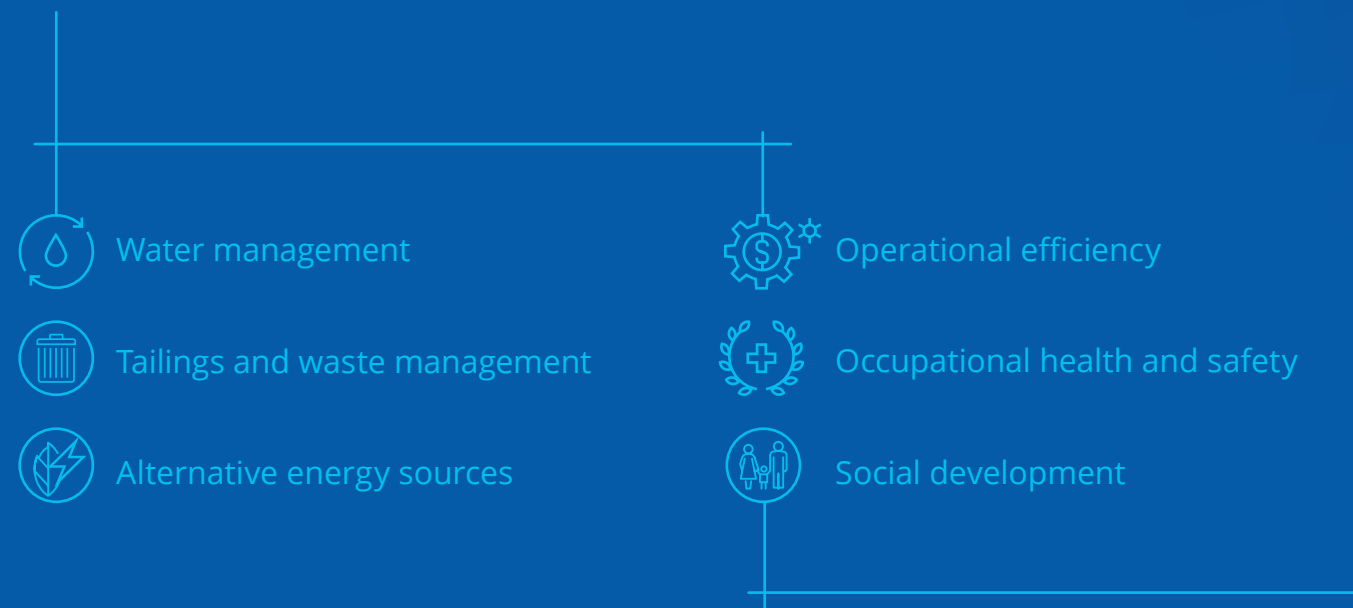 Water management
Tailings and waste management
Alternative energy sources
Operational efficiency
Occupational health and safety
Social development